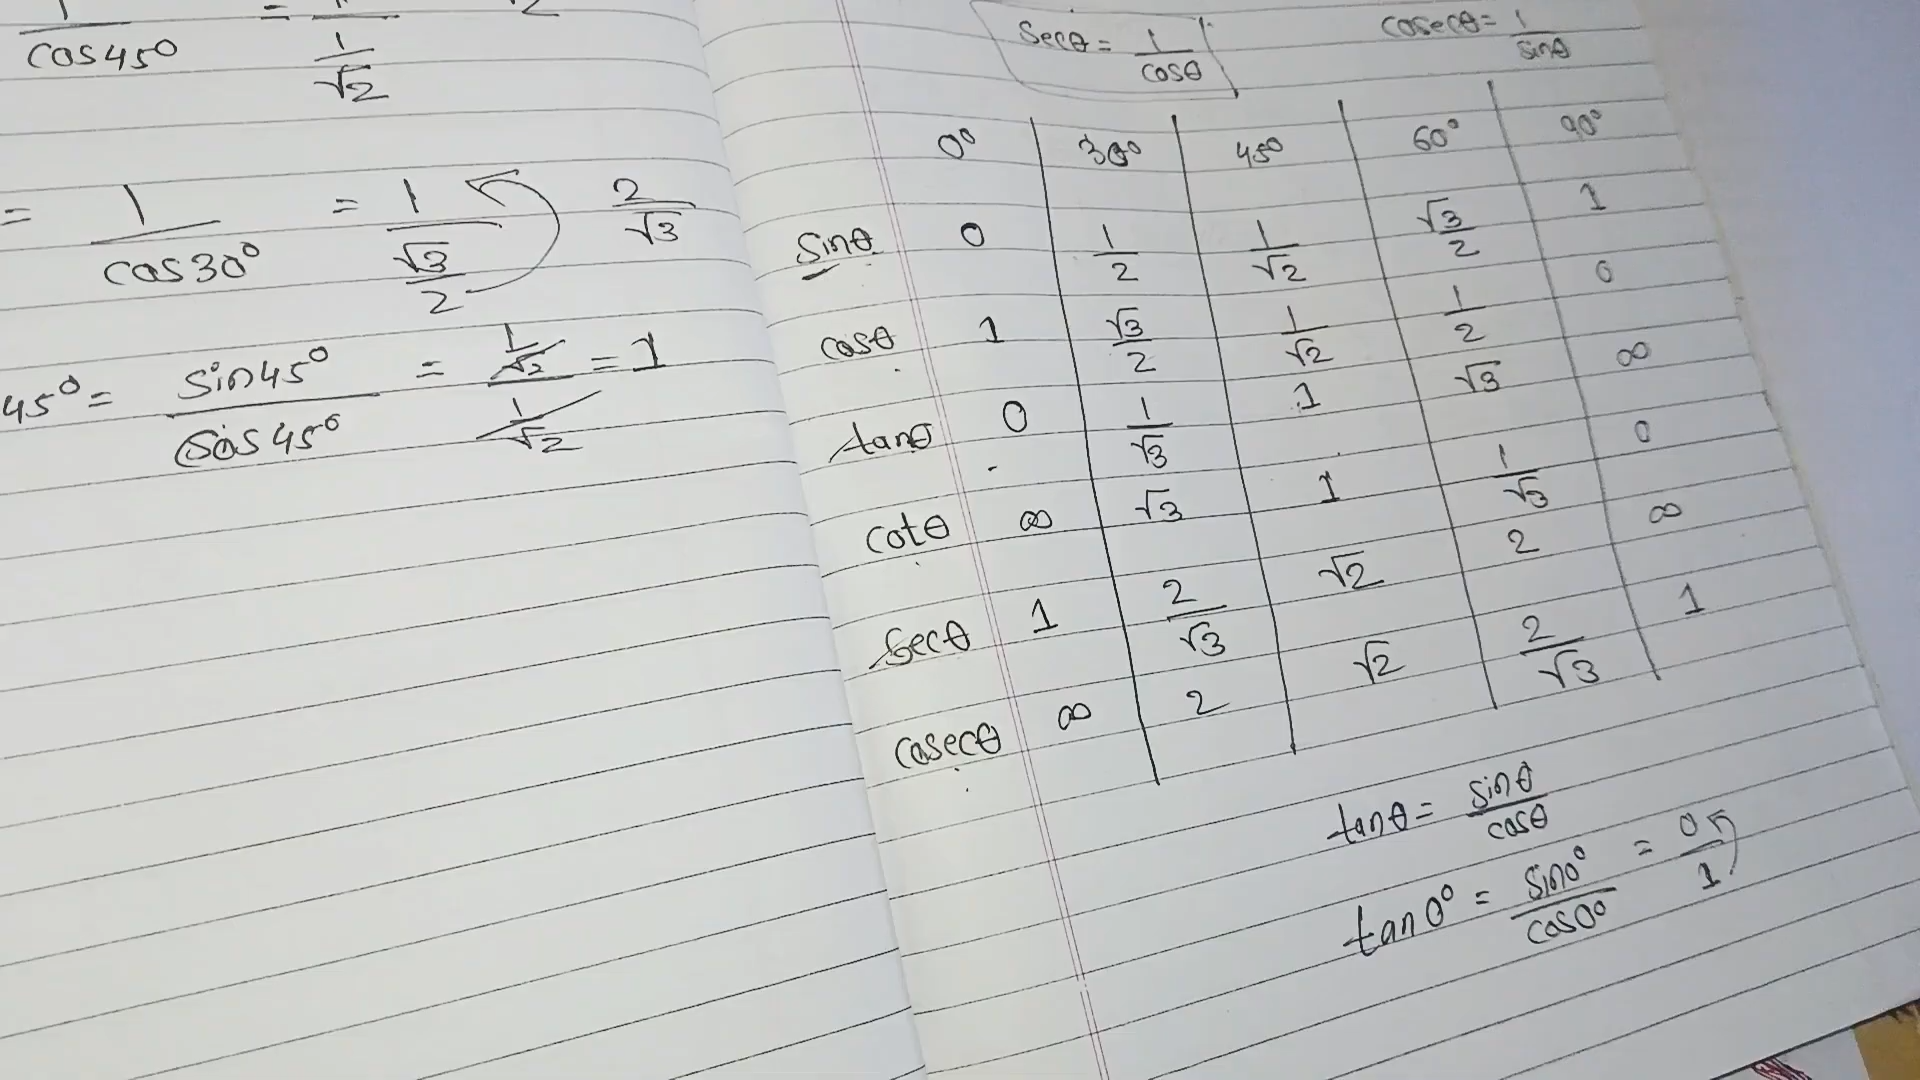 1/cos45° = 1/(1/√2) √2
= 1/cos30° = 1/(√3/2) 2/√3
45° = sin45°/cos45° = (1/√2)/(1/√2) = 1
Secθ = 1/cosθ cosecθ = 1/sinθ
0° 30° 45° 60° 90°
sinθ 0 1/2 1/√2 √3/2 1
cosθ 1 √3/2 1/√2 1/2 0
tanθ 0 1/√3 1 √3 ∞
cotθ ∞ √3 1 1/√3 0
Secθ 1 2/√3 √2 2 ∞
cosecθ ∞ 2 √2 2/√3 1
tanθ = sinθ/cosθ
tan0° = sin0°/cos0° = 0/1